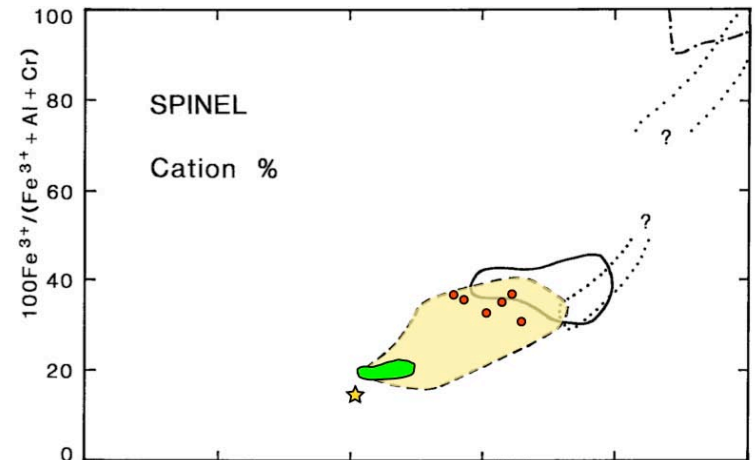 100
80
60
40
20
0
100Fe³⁺/(Fe³⁺ + Al + Cr)
SPINEL
Cation %
?
?